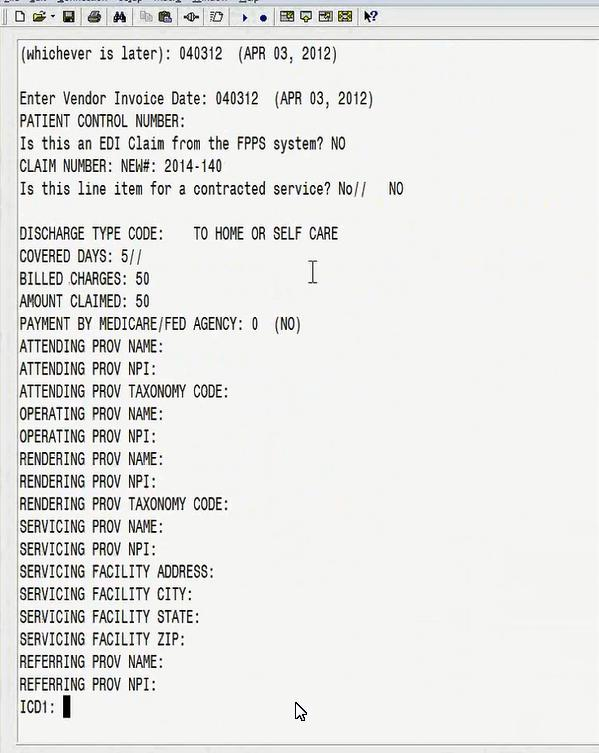 (whichever is later): 040312  (APR 03, 2012)
Enter Vendor Invoice Date: 040312  (APR 03, 2012)
PATIENT CONTROL NUMBER:
Is this an EDI Claim from the FPPS system? NO
CLAIM NUMBER: NEW#: 2014-140
Is this line item for a contracted service? No//   NO
DISCHARGE TYPE CODE:    TO HOME OR SELF CARE
COVERED DAYS: 5//
BILLED CHARGES: 50
AMOUNT CLAIMED: 50
PAYMENT BY MEDICARE/FED AGENCY: 0  (NO)
ATTENDING PROV NAME:
ATTENDING PROV NPI:
ATTENDING PROV TAXONOMY CODE:
OPERATING PROV NAME:
OPERATING PROV NPI:
RENDERING PROV NAME:
RENDERING PROV NPI:
RENDERING PROV TAXONOMY CODE:
SERVICING PROV NAME:
SERVICING PROV NPI:
SERVICING FACILITY ADDRESS:
SERVICING FACILITY CITY:
SERVICING FACILITY STATE:
SERVICING FACILITY ZIP:
REFERRING PROV NAME:
REFERRING PROV NPI:
ICD1: